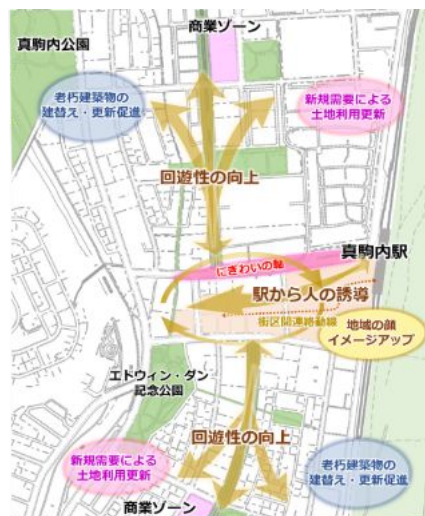 商業ゾーン
真駒内公園
老朽建築物の
建替え・更新促進
新規需要による
土地利用更新
回遊性の向上
にぎわいの軸
真駒内駅
駅から人の誘導
街区間連絡動線
地域の顔
イメージアップ
エドウィン・ダン
記念公園
回遊性の向上
新規需要による
土地利用更新
老朽建築物の
建替え・更新促進
商業ゾーン